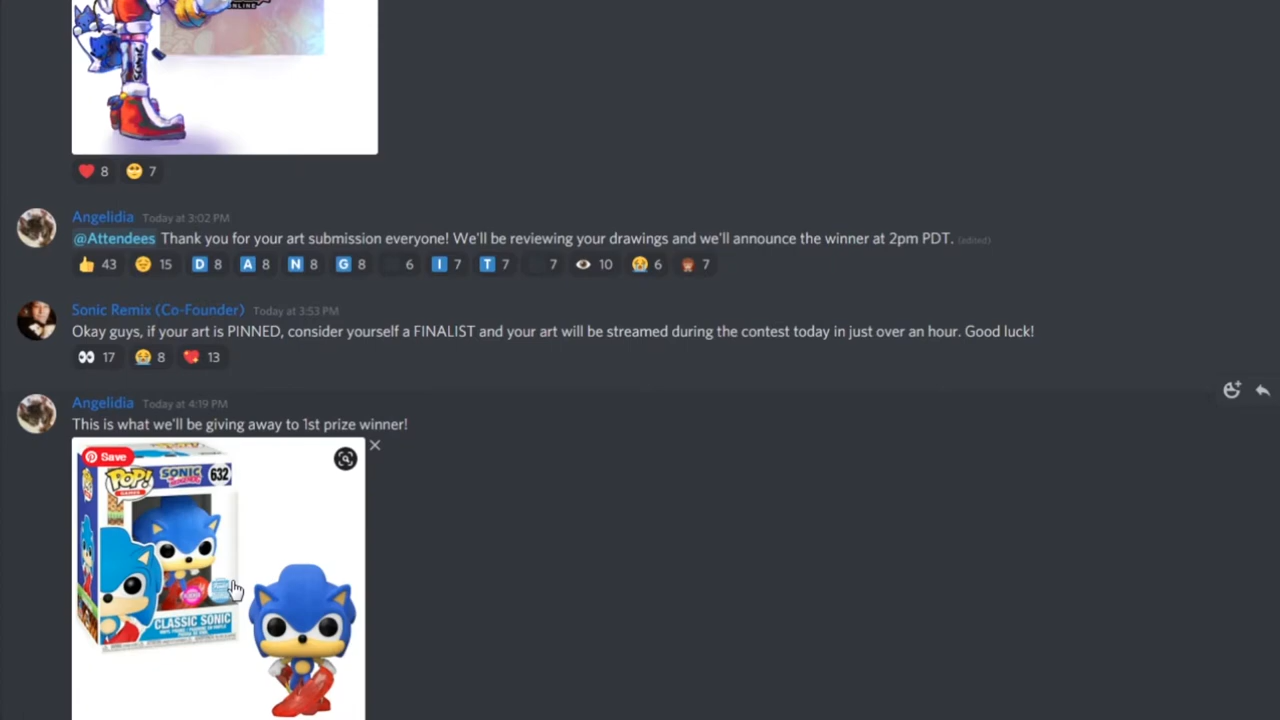 ONLINE
SONIC
8 7
Angelidia Today at 3:02 PM
@Attendees Thank you for your art submission everyone! We'll be reviewing your drawings and we'll announce the winner at 2pm PDT. (edited)
43 15 D 8 A 8 N 8 G 8 6 I 7 T 7 7 10 6 7
Sonic Remix (Co-Founder) Today at 3:53 PM
Okay guys, if your art is PINNED, consider yourself a FINALIST and your art will be streamed during the contest today in just over an hour. Good luck!
17 8 13
Angelidia Today at 4:19 PM
This is what we'll be giving away to 1st prize winner!
Save
POP!
GAMES
SONIC
632
CLASSIC SONIC